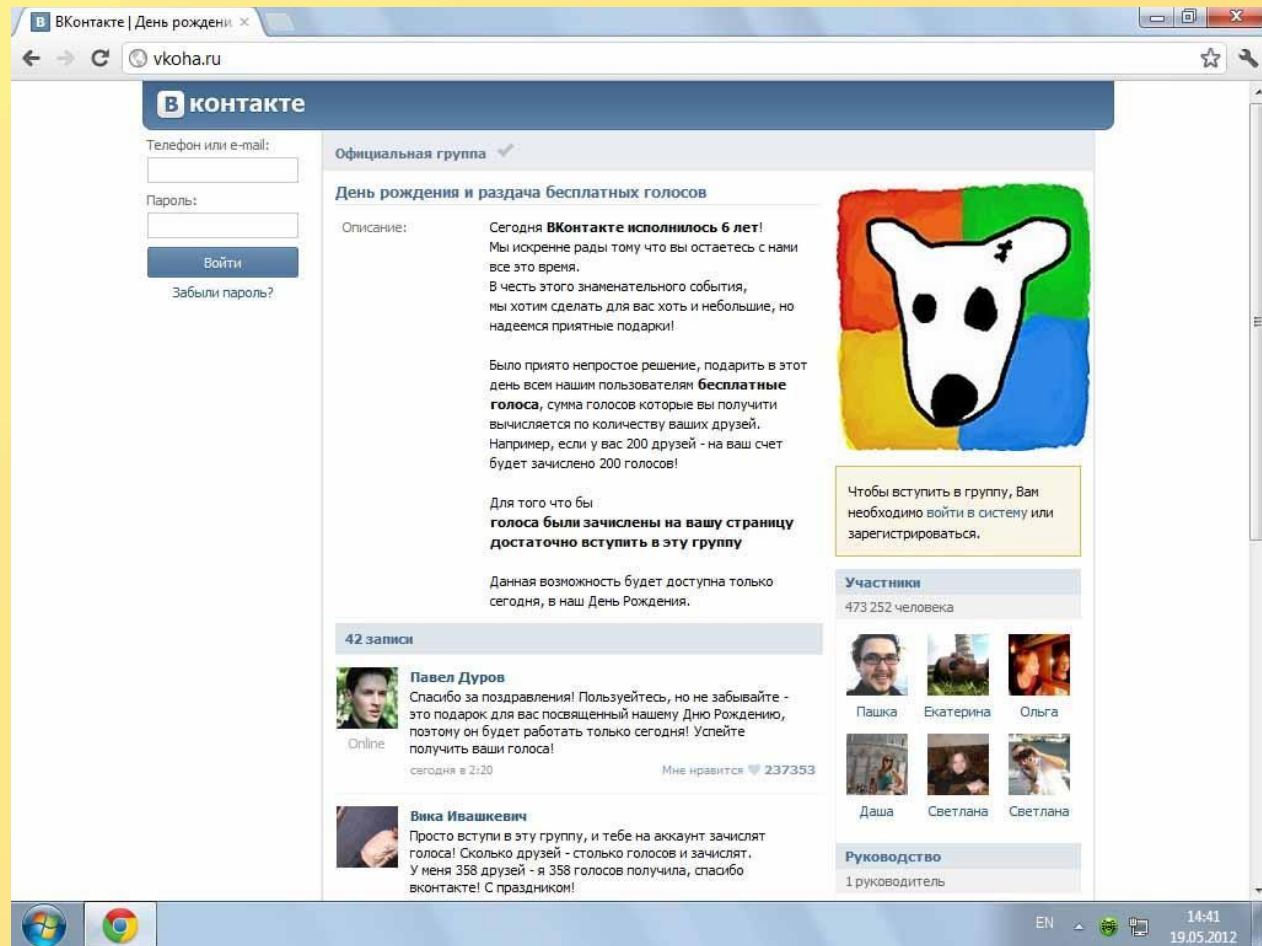 ВКонтакте | День рождени
vkoha.ru
В контакте
Телефон или e-mail:
Пароль:
Войти
Забыли пароль?
Официальная группа
День рождения и раздача бесплатных голосов
Описание:
Сегодня ВКонтакте исполнилось 6 лет!
Мы искренне рады тому что вы остаетесь с нами
все это время.
В честь этого знаменательного события,
мы хотим сделать для вас хоть и небольшие, но
надеемся приятные подарки!
Было приято непростое решение, подарить в этот
день всем нашим пользователям бесплатные
голоса, сумма голосов которые вы получити
вычисляется по количеству ваших друзей.
Например, если у вас 200 друзей - на ваш счет
будет зачислено 200 голосов!
Для того что бы
голоса были зачислены на вашу страницу
достаточно вступить в эту группу
Данная возможность будет доступна только
сегодня, в наш День Рождения.
42 записи
Павел Дуров
Спасибо за поздравления! Пользуейтесь, но не забывайте -
это подарок для вас посвященный нашему Дню Рождению,
поэтому он будет работать только сегодня! Успейте
получить ваши голоса!
Online
сегодня в 2:20
Мне нравится 237353
Вика Ивашкевич
Просто вступи в эту группу, и тебе на аккаунт зачислят
голоса! Сколько друзей - столько голосов и зачислят.
У меня 358 друзей - я 358 голосов получила, спасибо
вконтакте! С праздником!
Чтобы вступить в группу, Вам
необходимо войти в систему или
зарегистрироваться.
Участники
473 252 человека
Пашка Екатерина Ольга
Даша Светлана Светлана
Руководство
1 руководитель
EN
14:41
19.05.2012